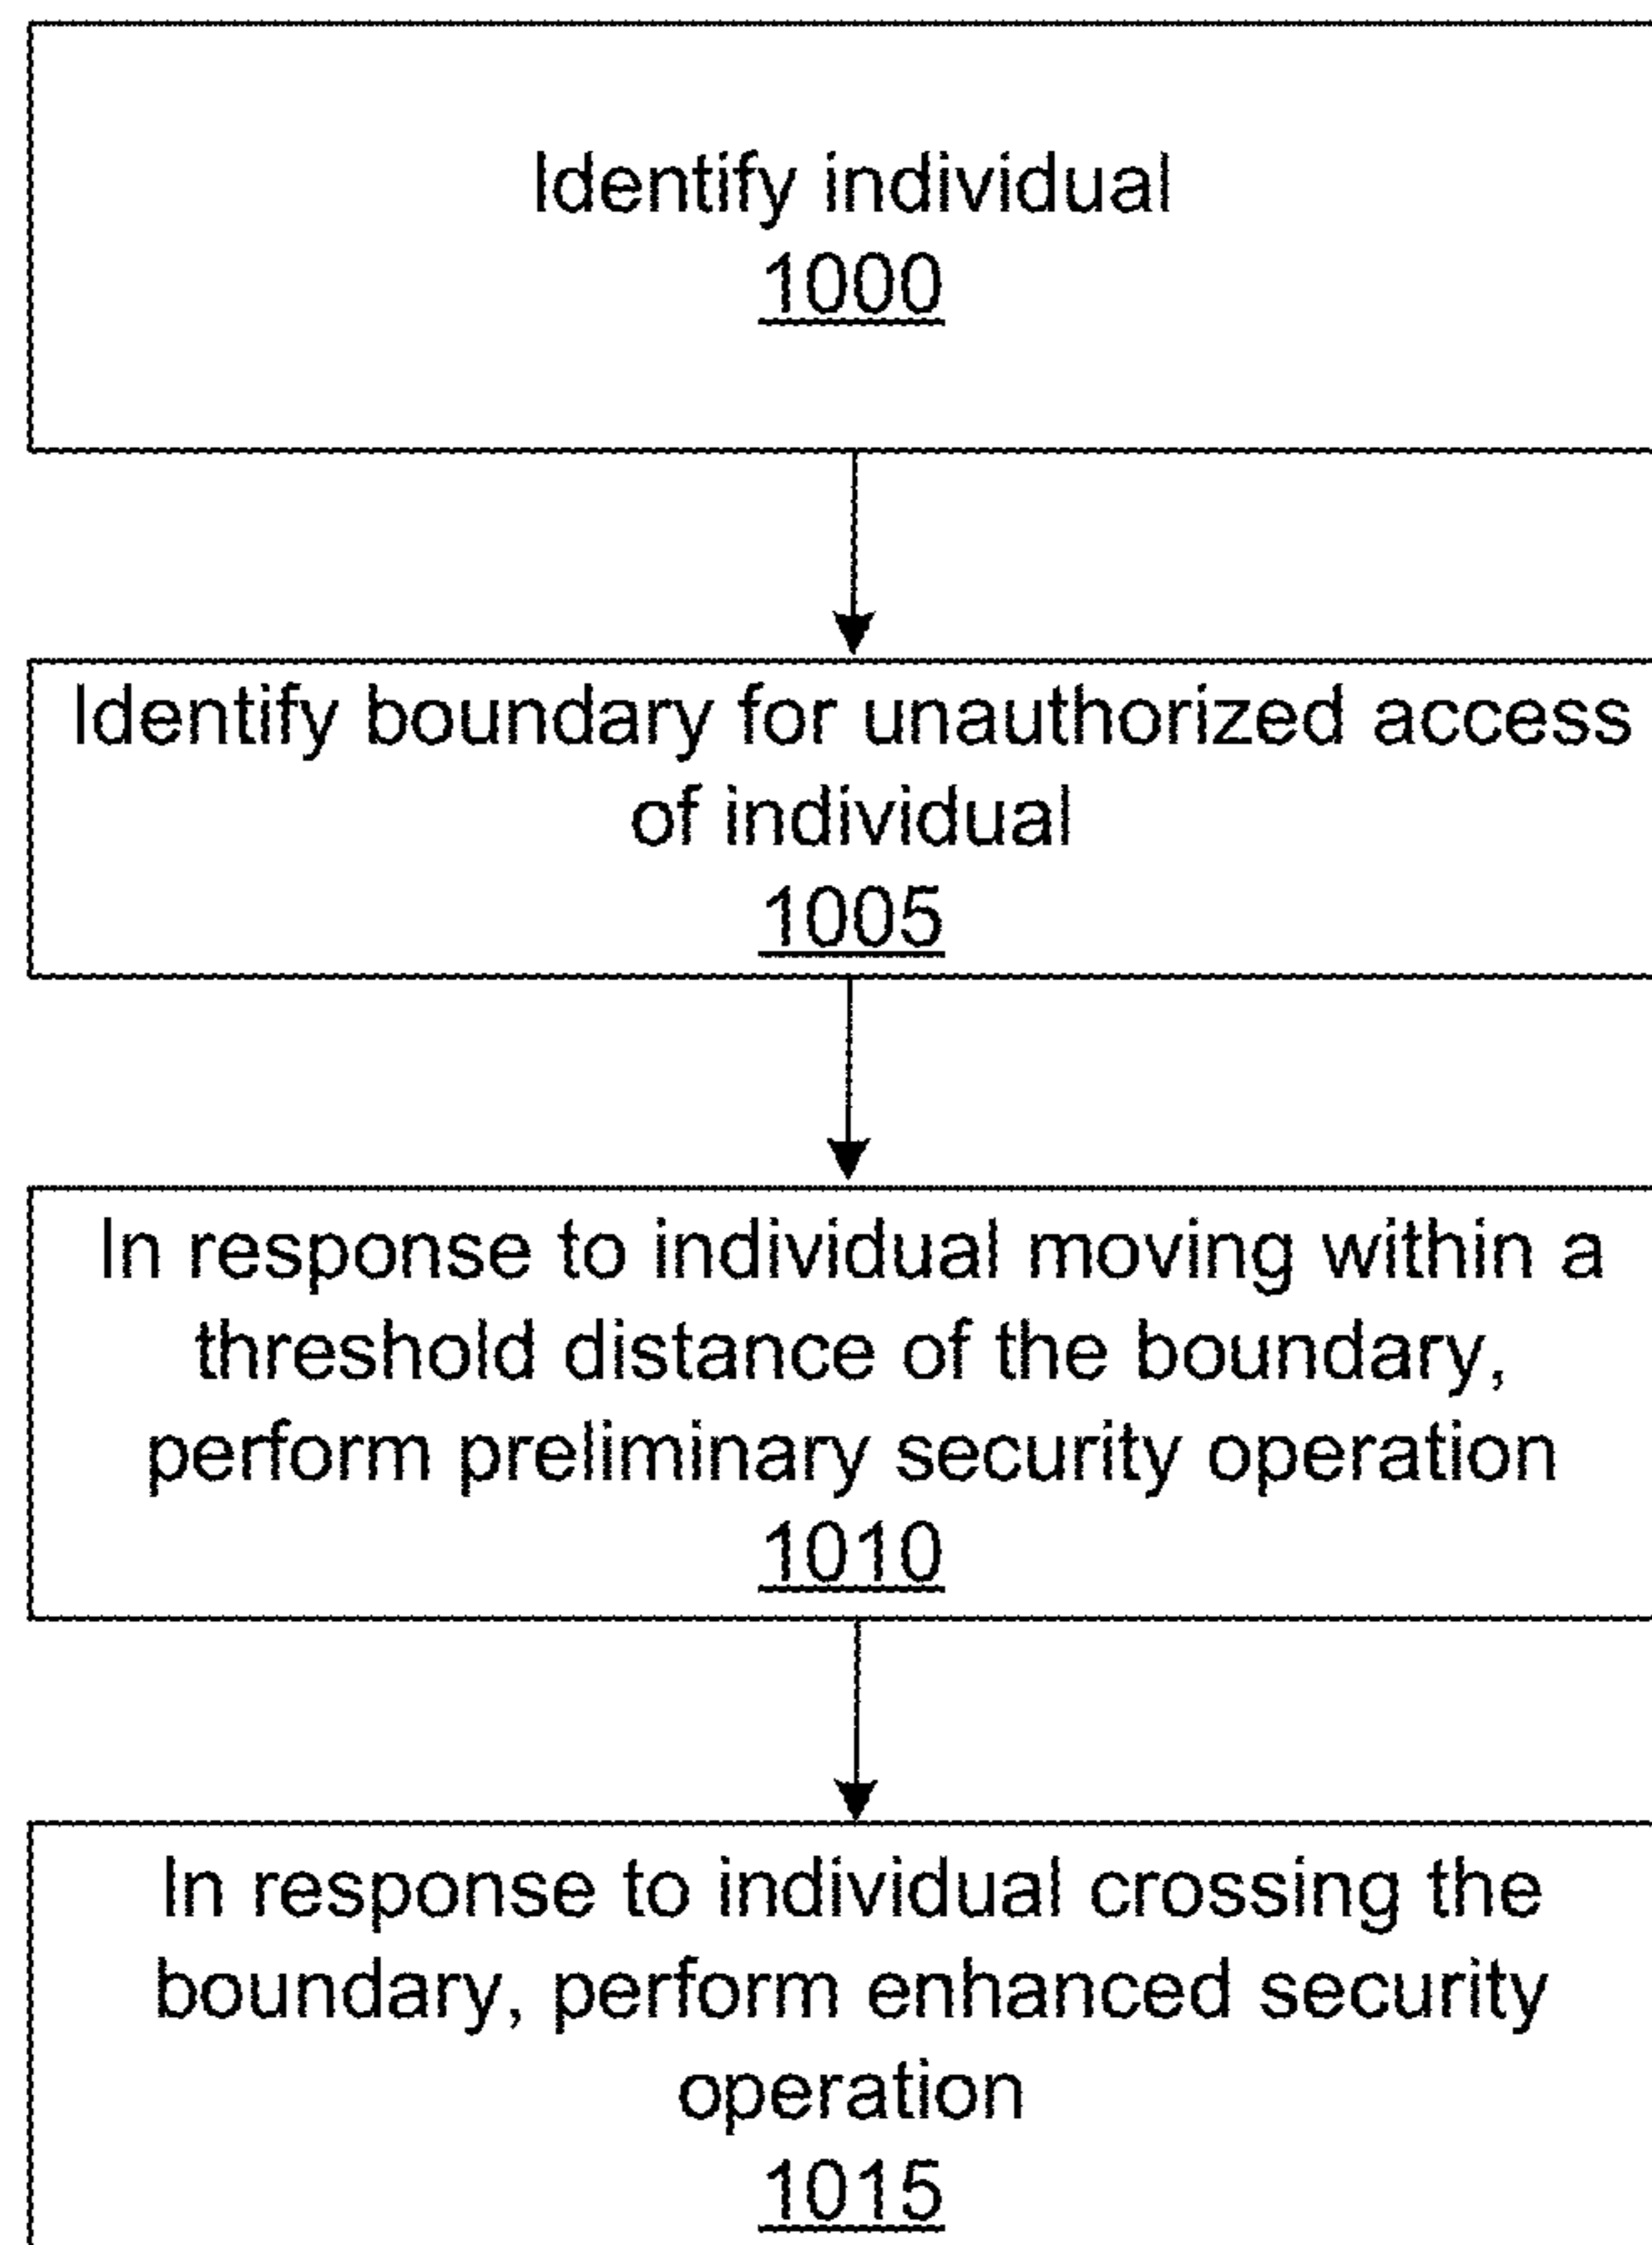 Identify individual
1000
Identify boundary for unauthorized access
of individual
1005
In response to individual moving within a
threshold distance of the boundary,
perform preliminary security operation
1010
In response to individual crossing the
boundary, perform enhanced security
operation
1015